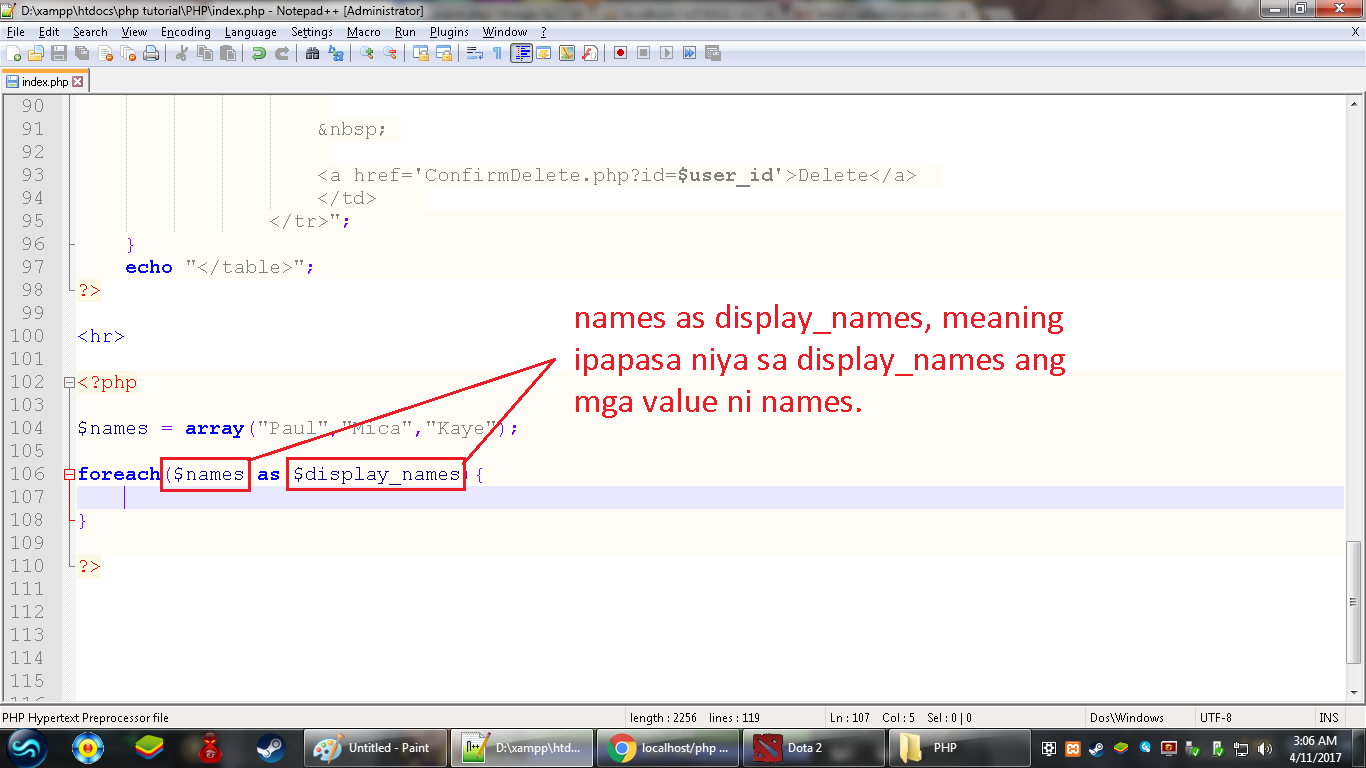 D:\xampp\htdocs\php tutorial\PHP\index.php - Notepad++ [Administrator]
File Edit Search View Encoding Language Settings Macro Run Plugins Window ? X
index.php
90
91 &nbsp;
92
93 <a href='ConfirmDelete.php?id=$user_id'>Delete</a>
94 </td>
95 </tr>";
96 }
97 echo "</table>";
98 ?>
99
100 <hr>
101
102 <?php
103
104 $names = array("Paul","Mica","Kaye");
105
106 foreach($names as $display_names){
107
108 }
109
110 ?>
111
112
113
114
115
names as display_names, meaning
ipapasa niya sa display_names ang
mga value ni names.
PHP Hypertext Preprocessor file length : 2256 lines : 119 Ln : 107 Col : 5 Sel : 0 | 0 Dos\Windows UTF-8 INS
Untitled - Paint D:\xampp\htd... localhost/php ... Dota 2 PHP 3:06 AM
4/11/2017